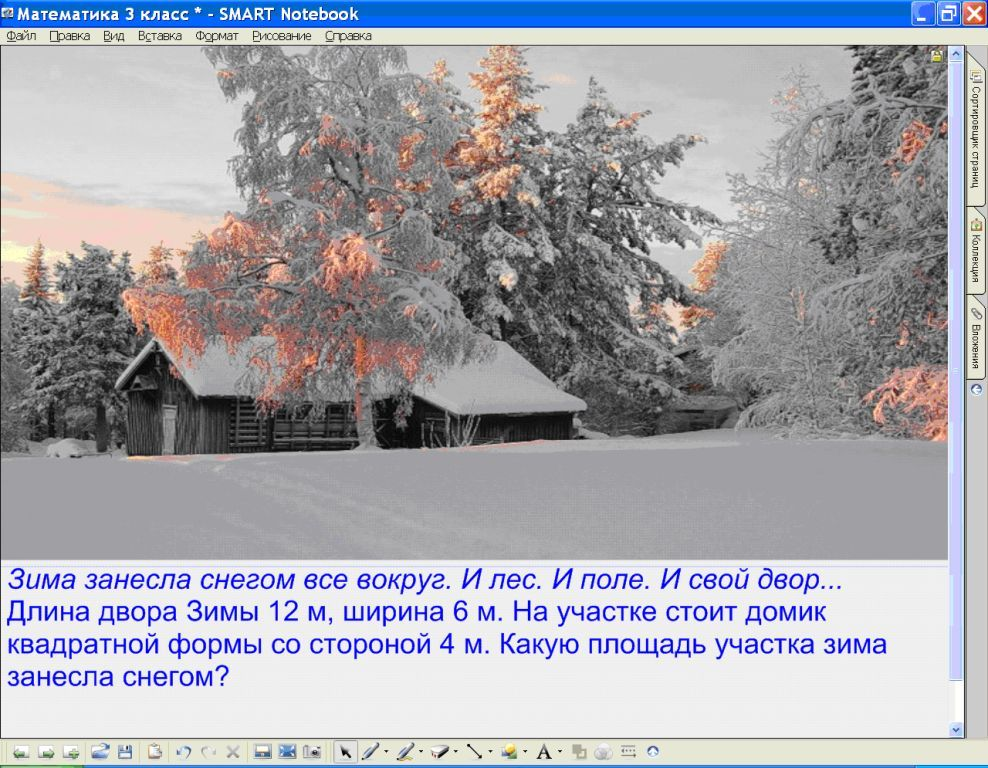 Математика 3 класс * - SMART Notebook
Файл Правка Вид Вставка Формат Рисование Справка
Сортировщик страниц
Коллекция
Вложения
Зима занесла снегом все вокруг. И лес. И поле. И свой двор...
Длина двора Зимы 12 м, ширина 6 м. На участке стоит домик
квадратной формы со стороной 4 м. Какую площадь участка зима
занесла снегом?